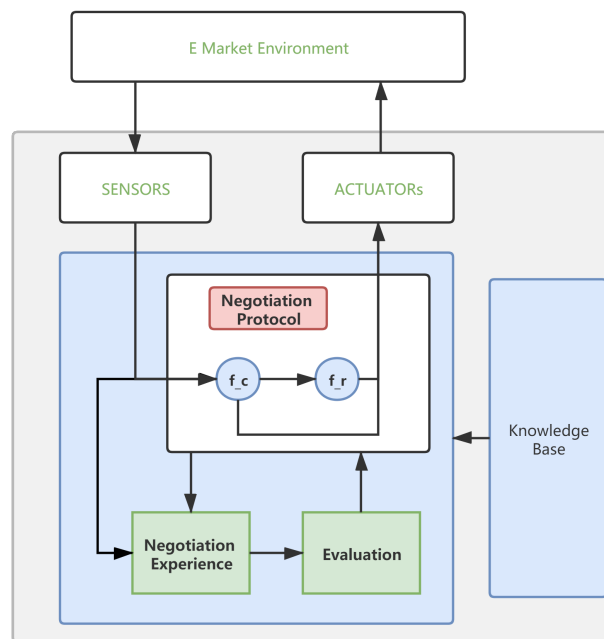 E Market Environment
SENSORS
ACTUATORs
Negotiation
Protocol
f_c
f_r
Knowledge
Base
Negotiation
Experience
Evaluation